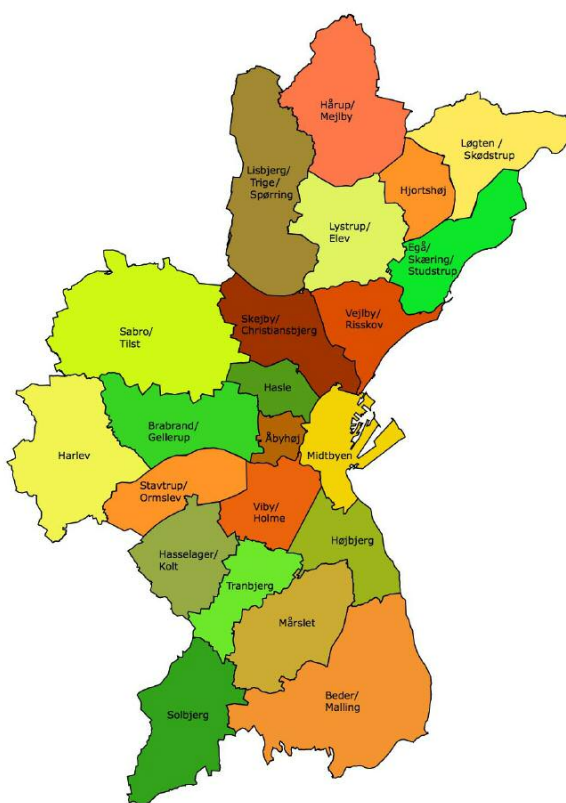 Hårup/
Mejlby
Løgten /
Skødstrup
Lisbjerg/
Trige/
Spørring
Hjortshøj
Lystrup/
Elev
Egå/
Skæring/
Studstrup
Skejby/
Christiansbjerg
Vejlby/
Risskov
Sabro/
Tilst
Hasle
Brabrand/
Gellerup
Åbyhøj
Midtbyen
Harlev
Stavtrup/
Ormslev
Viby/
Holme
Højbjerg
Hasselager/
Kolt
Tranbjerg
Mårslet
Beder/
Malling
Solbjerg